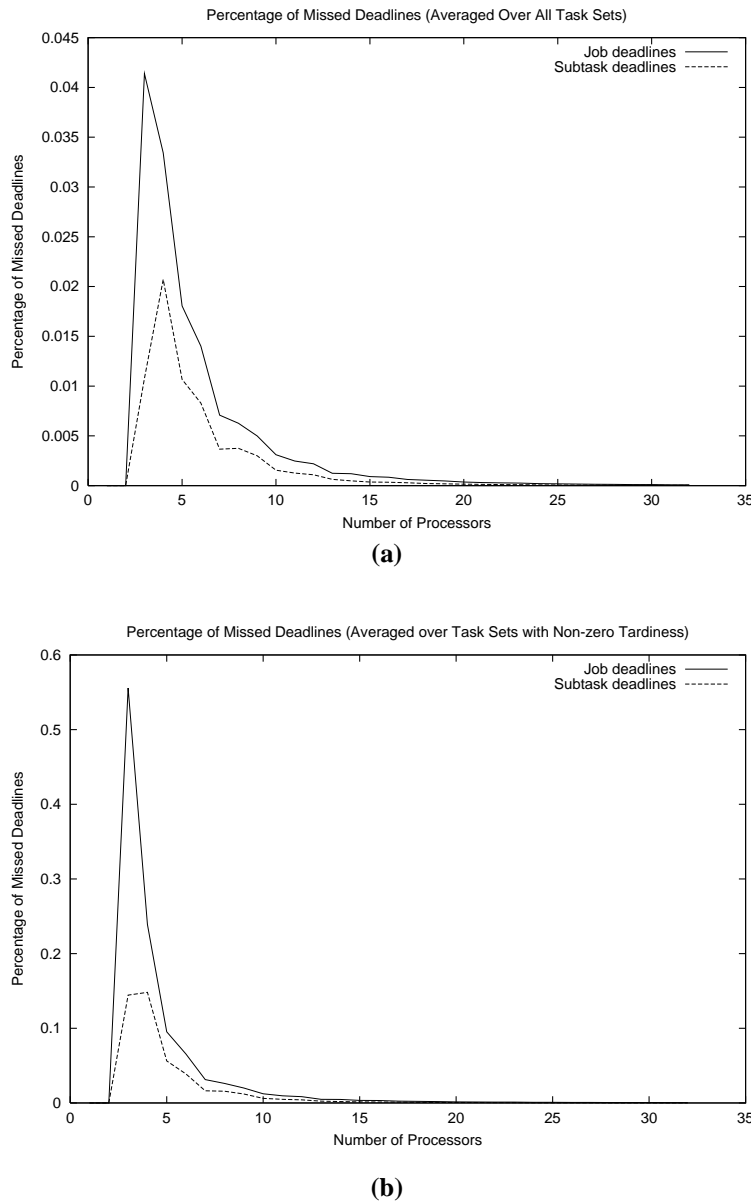 Percentage of Missed Deadlines (Averaged Over All Task Sets)
0.045
0.04
0.035
0.03
0.025
0.02
0.015
0.01
0.005
0
Percentage of Missed Deadlines
Job deadlines
Subtask deadlines
0 5 10 15 20 25 30 35
Number of Processors
(a)
Percentage of Missed Deadlines (Averaged over Task Sets with Non-zero Tardiness)
0.6
0.5
0.4
0.3
0.2
0.1
0
Percentage of Missed Deadlines
Job deadlines
Subtask deadlines
0 5 10 15 20 25 30 35
Number of Processors
(b)